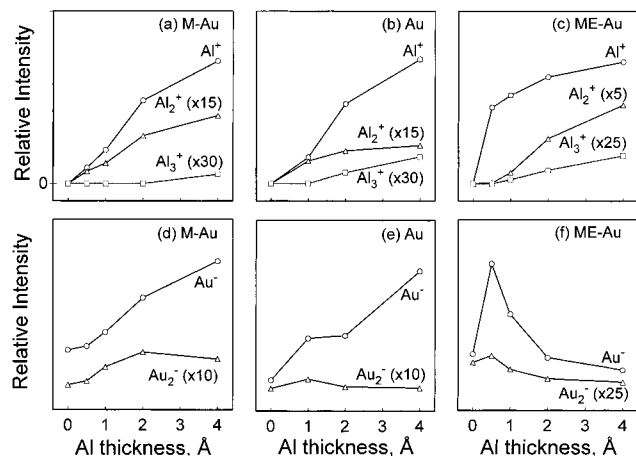 (a) M-Au
Al⁺
Al₂⁺ (x15)
Al₃⁺ (x30)
(b) Au
Al⁺
Al₂⁺ (x15)
Al₃⁺ (x30)
(c) ME-Au
Al⁺
Al₂⁺ (x5)
Al₃⁺ (x25)
Relative Intensity
0
(d) M-Au
Au⁻
Au₂⁻ (x10)
(e) Au
Au⁻
Au₂⁻ (x10)
(f) ME-Au
Au⁻
Au₂⁻ (x25)
Relative Intensity
0 1 2 3 4
0 1 2 3 4
0 1 2 3 4
Al thickness, Å
Al thickness, Å
Al thickness, Å